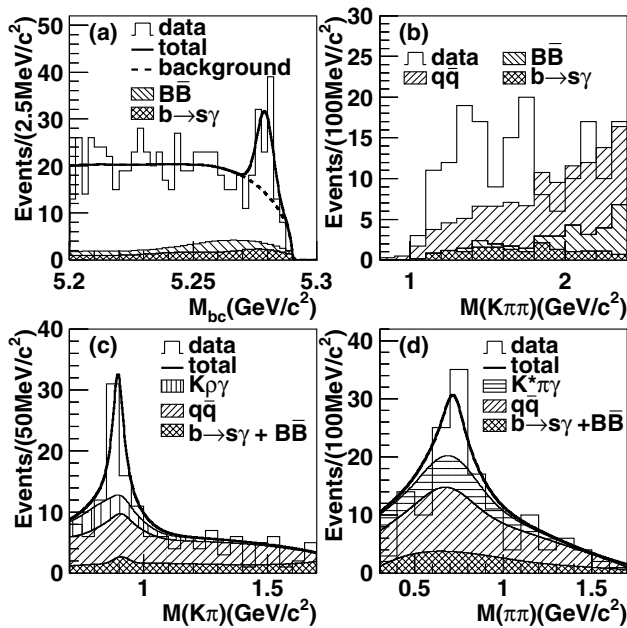 (a)
data
total
background
BB̄
b→sγ
Events/(2.5MeV/c²)
50
40
30
20
10
0
5.2
5.25
5.3
M_bc(GeV/c²)
(b)
data
qq̄
BB̄
b→sγ
Events/(100MeV/c²)
30
25
20
15
10
5
0
1
2
M(Kππ)(GeV/c²)
(c)
data
total
Kργ
qq̄
b→sγ + BB̄
Events/(50MeV/c²)
40
30
20
10
0
1
1.5
M(Kπ)(GeV/c²)
(d)
data
total
K*πγ
qq̄
b→sγ +BB̄
Events/(100MeV/c²)
40
30
20
10
0
0.5
1
1.5
M(ππ)(GeV/c²)